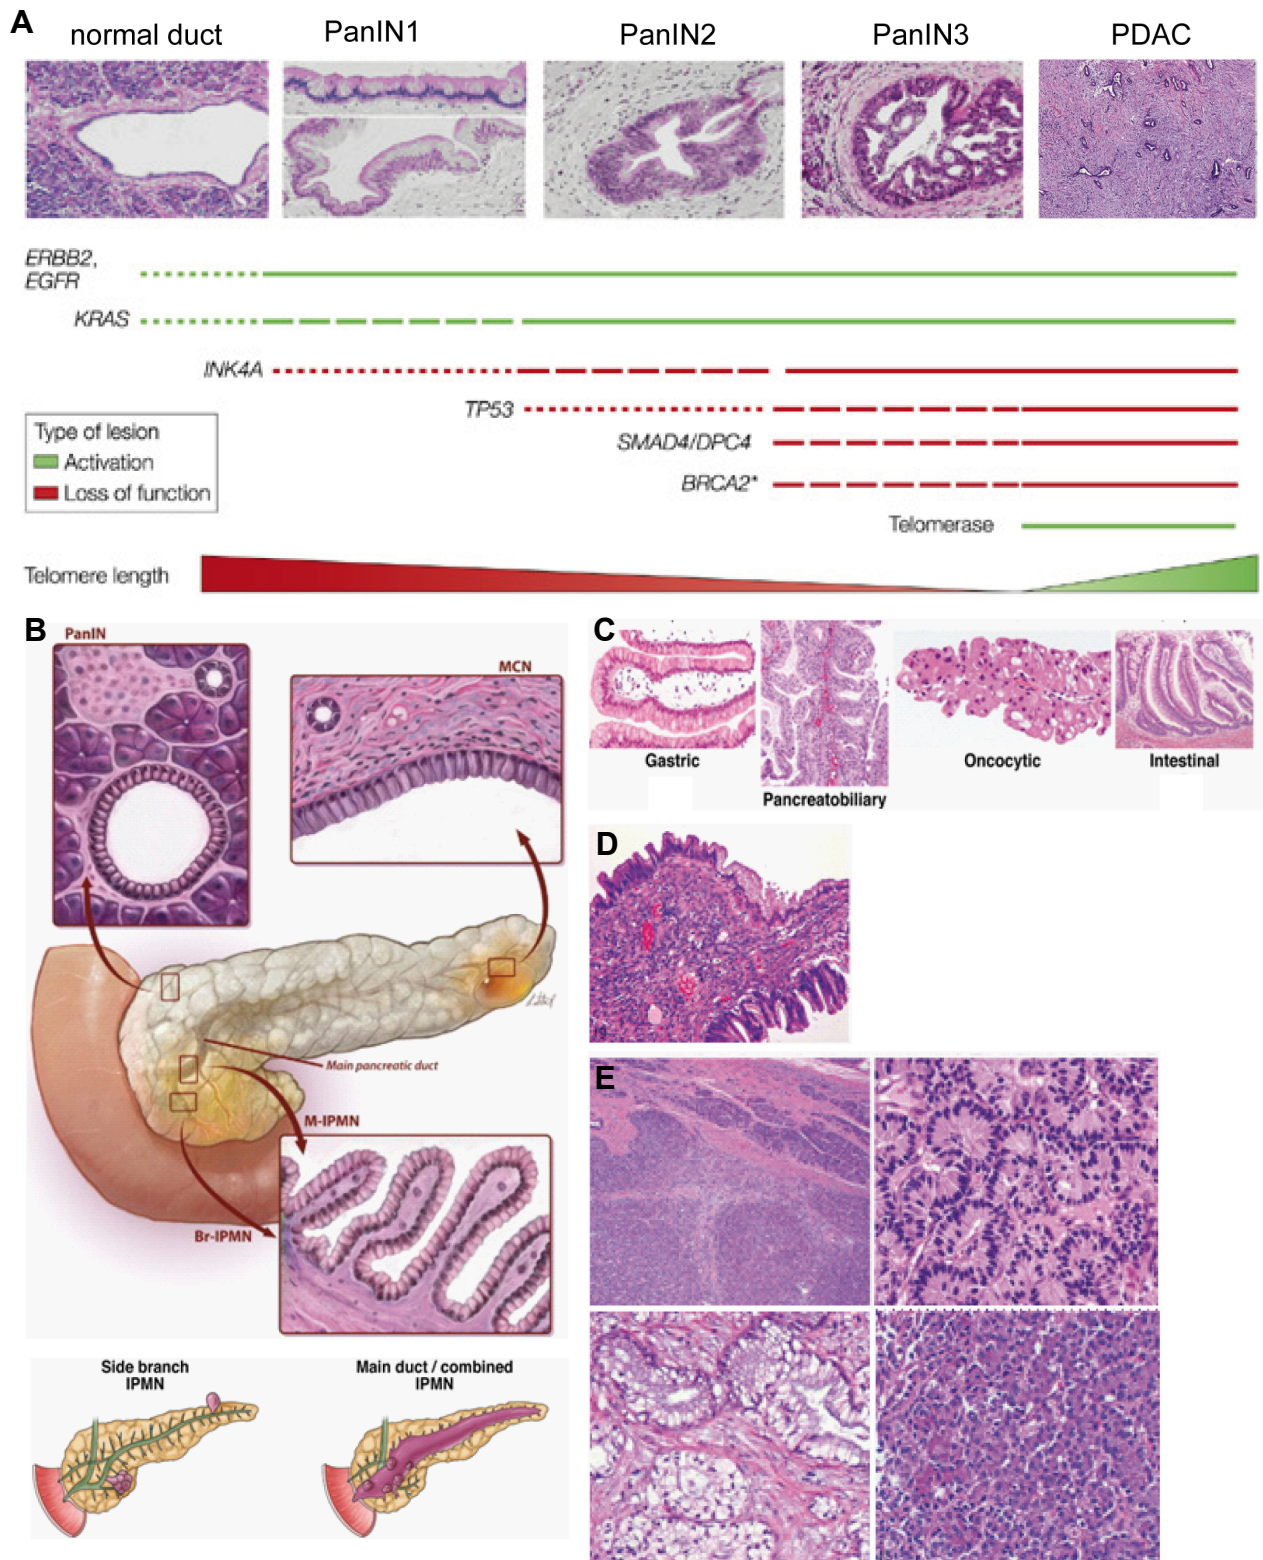 A
normal duct
PanIN1
PanIN2
PanIN3
PDAC
ERBB2,
EGFR
KRAS
INK4A
TP53
SMAD4/DPC4
BRCA2*
Telomerase
Type of lesion
Activation
Loss of function
Telomere length
B
PanIN
MCN
Main pancreatic duct
M-IPMN
Br-IPMN
Side branch
IPMN
Main duct / combined
IPMN
C
Gastric
Pancreatobiliary
Oncocytic
Intestinal
D
E